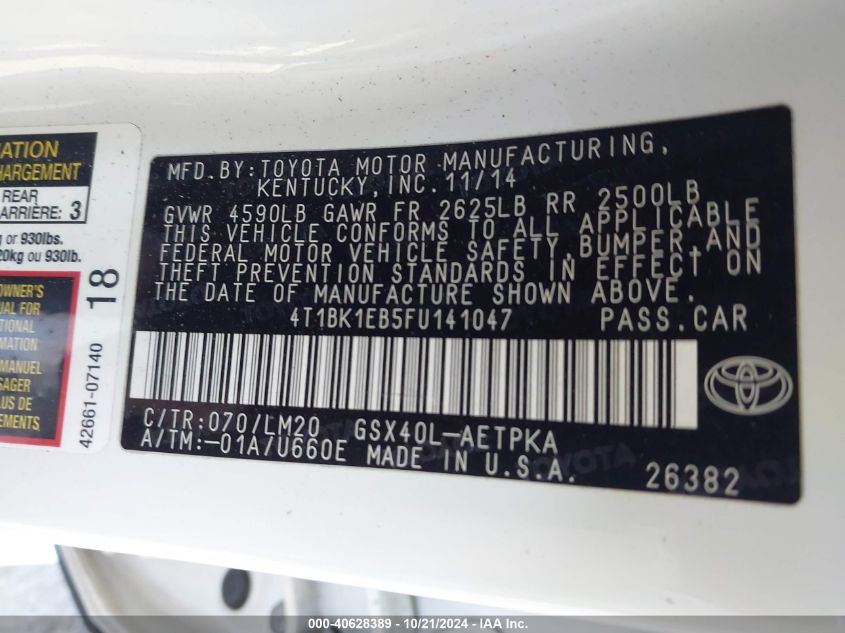 ATION
CHARGEMENT
REAR
ARRIÈRE: 3
g or 930lbs.
20kg ou 930lb.
OWNER'S
UAL FOR
TIONAL
RMATION
MANUEL
SAGER
LUS DE
EMENTS
18
42661-07140
MFD. BY: TOYOTA MOTOR MANUFACTURING,
KENTUCKY, INC. 11/14
GVWR 4590LB GAWR FR 2625LB RR 2500LB
THIS VEHICLE CONFORMS TO ALL APPLICABLE
FEDERAL MOTOR VEHICLE SAFETY, BUMPER, AND
THEFT PREVENTION STANDARDS IN EFFECT ON
THE DATE OF MANUFACTURE SHOWN ABOVE.
4T1BK1EB5FU141047 PASS. CAR
C/TR: 070/LM20 GSX40L-AETPKA
A/TM: -01A/U660E MADE IN U.S.A.
26382
000-40628389 | 10/21/2024 | IAA Inc.